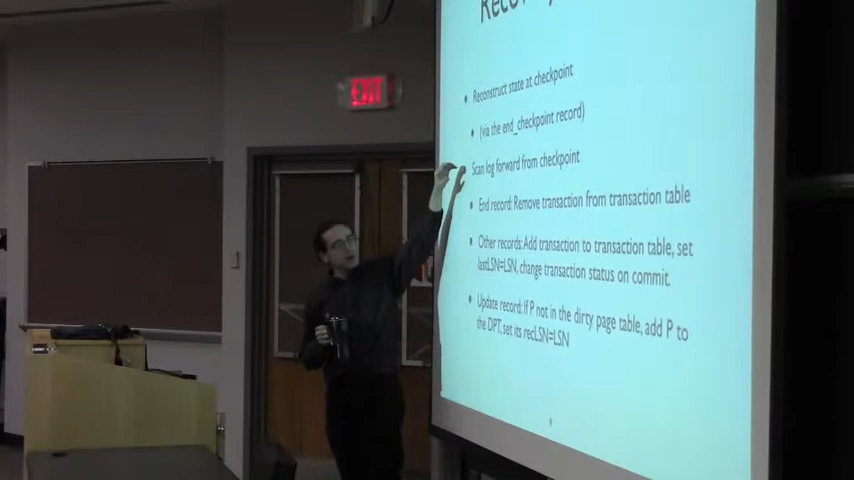 EXIT
• Reconstruct state at checkpoint
• (via the end_checkpoint record)
Scan log forward from checkpoint
• End record: Remove transaction from transaction table
• Other records: Add transaction to transaction table, set
lastLSN=LSN, change transaction status on commit.
• Update record: If P not in the dirty page table, add P to
the DPT, set its recLSN=LSN
9